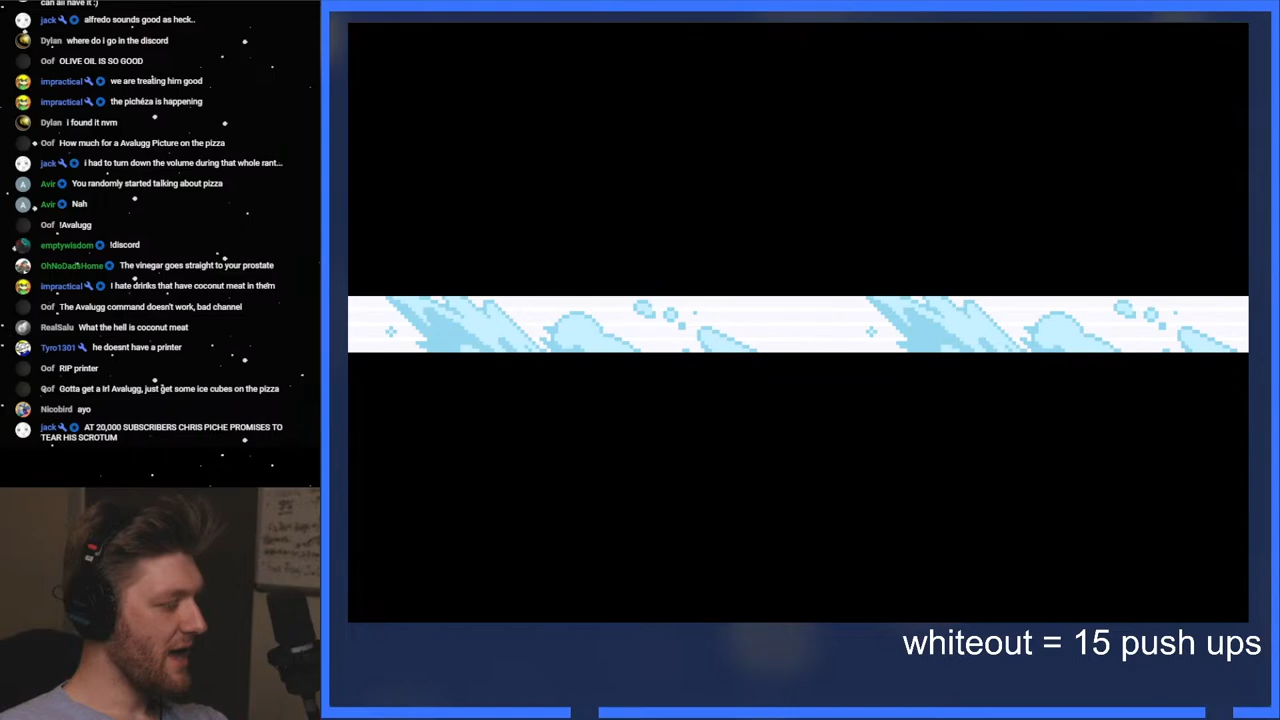 can all have it :)
jack alfredo sounds good as heck..
Dylan where do i go in the discord
Oof OLIVE OIL IS SO GOOD
impractical we are treating him good
impractical the pichéza is happening
Dylan i found it nvm
Oof How much for a Avalugg Picture on the pizza
jack i had to turn down the volume during that whole rant...
A Avir You randomly started talking about pizza
A Avir Nah
Oof !Avalugg
emptywisdom !discord
OhNoDadsHome The vinegar goes straight to your prostate
impractical I hate drinks that have coconut meat in them
Oof The Avalugg command doesn't work, bad channel
RealSalu What the hell is coconut meat
Tyro1301 he doesnt have a printer
Oof RIP printer
Oof Gotta get a Irl Avalugg, just get some ice cubes on the pizza
Nicobird ayo
jack AT 20,000 SUBSCRIBERS CHRIS PICHE PROMISES TO
TEAR HIS SCROTUM
whiteout = 15 push ups